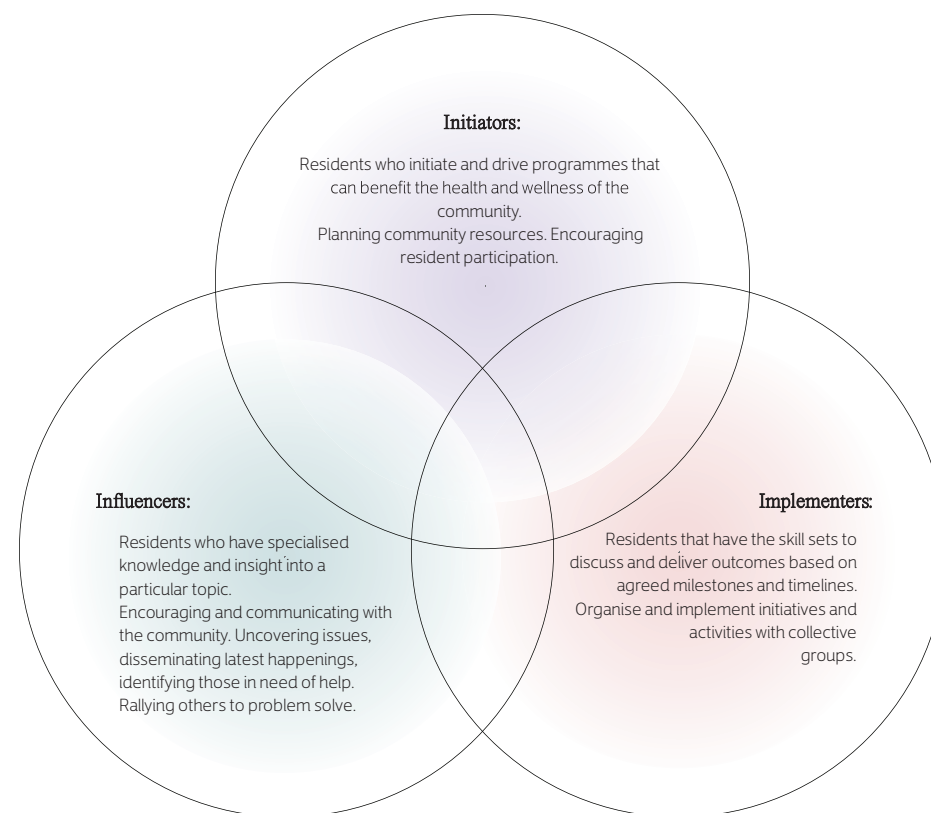 Initiators:
Residents who initiate and drive programmes that
can benefit the health and wellness of the
community.
Planning community resources. Encouraging
resident participation.
Influencers:
Residents who have specialised
knowledge and insight into a
particular topic.
Encouraging and communicating with
the community. Uncovering issues,
disseminating latest happenings,
identifying those in need of help.
Rallying others to problem solve.
Implementers:
Residents that have the skill sets to
discuss and deliver outcomes based on
agreed milestones and timelines.
Organise and implement initiatives and
activities with collective
groups.